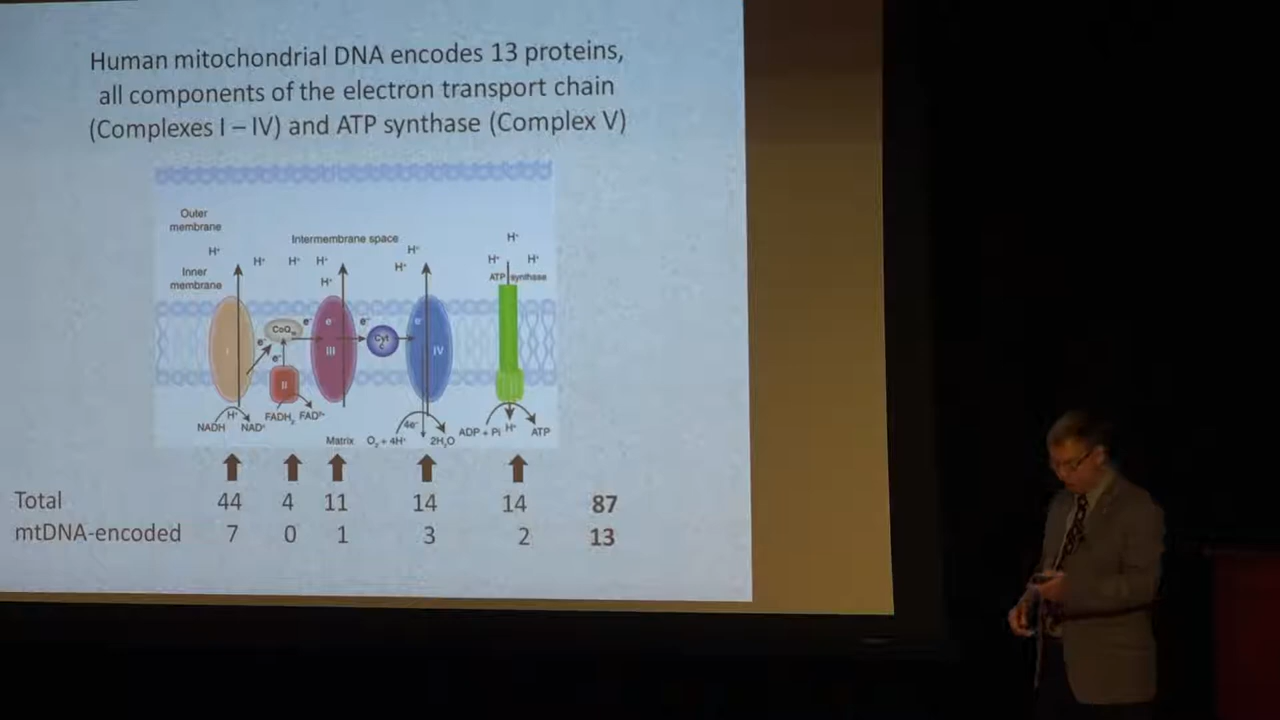 Human mitochondrial DNA encodes 13 proteins,
all components of the electron transport chain
(Complexes I – IV) and ATP synthase (Complex V)
Outer
membrane
Intermembrane space
H⁺
H⁺
H⁺ H⁺ H⁺
H⁺
H⁺
H⁺
H⁺ H⁺
Inner
membrane
H⁺
ATP synthase
e⁻ e⁻ e⁻ e⁻
CoQ
Cyt
c
e⁻
e⁻
I
III
IV
II
H⁺
NADH NAD⁺
FADH₂ FAD²⁺
4e⁻
Matrix O₂ + 4H⁺ 2H₂O
ADP + Pi H⁺ ATP
Total 44 4 11 14 14 87
mtDNA-encoded 7 0 1 3 2 13